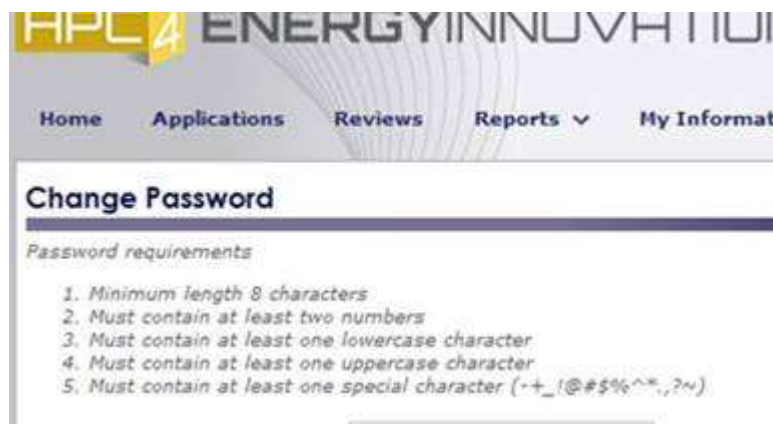 HPC4 ENERGYINNOVATION
Home Applications Reviews Reports My Informat
Change Password
Password requirements
1. Minimum length 8 characters
2. Must contain at least two numbers
3. Must contain at least one lowercase character
4. Must contain at least one uppercase character
5. Must contain at least one special character (-+_!@#$%^*.,?~)